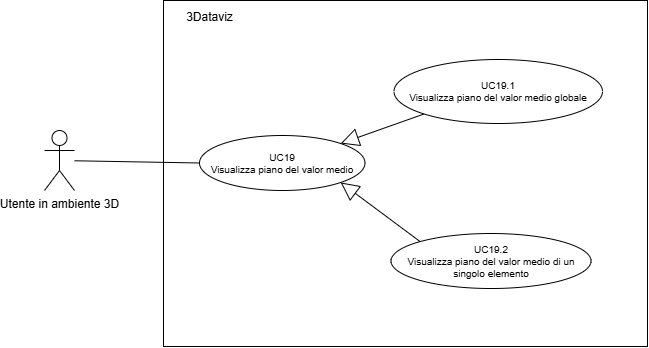 3Dataviz
UC19.1
Visualizza piano del valor medio globale
UC19
Visualizza piano del valor medio
Utente in ambiente 3D
UC19.2
Visualizza piano del valor medio di un
singolo elemento